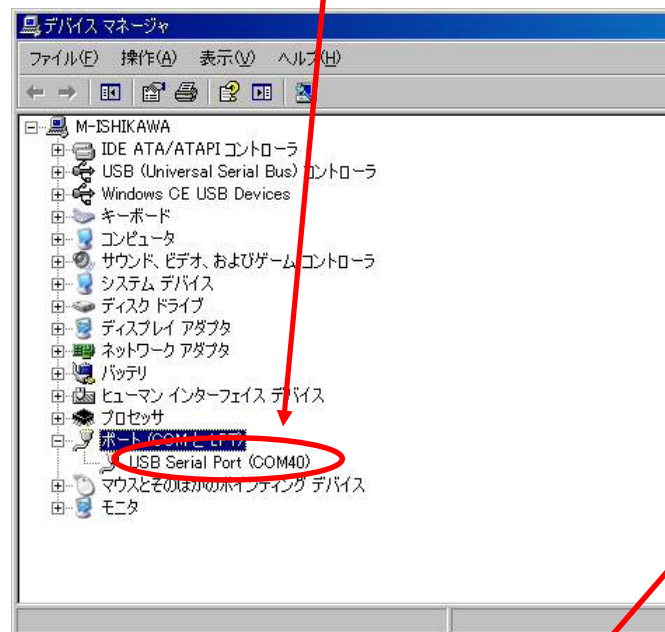 デバイス マネージャ
ファイル(F) 操作(A) 表示(V) ヘルプ(H)
M-ISHIKAWA
IDE ATA/ATAPI コントローラ
USB (Universal Serial Bus) コントローラ
Windows CE USB Devices
キーボード
コンピュータ
サウンド、ビデオ、およびゲーム コントローラ
システム デバイス
ディスク ドライブ
ディスプレイ アダプタ
ネットワーク アダプタ
バッテリ
ヒューマン インターフェイス デバイス
プロセッサ
ポート (COM と LPT)
USB Serial Port (COM40)
マウスとそのほかのポインティング デバイス
モニタ